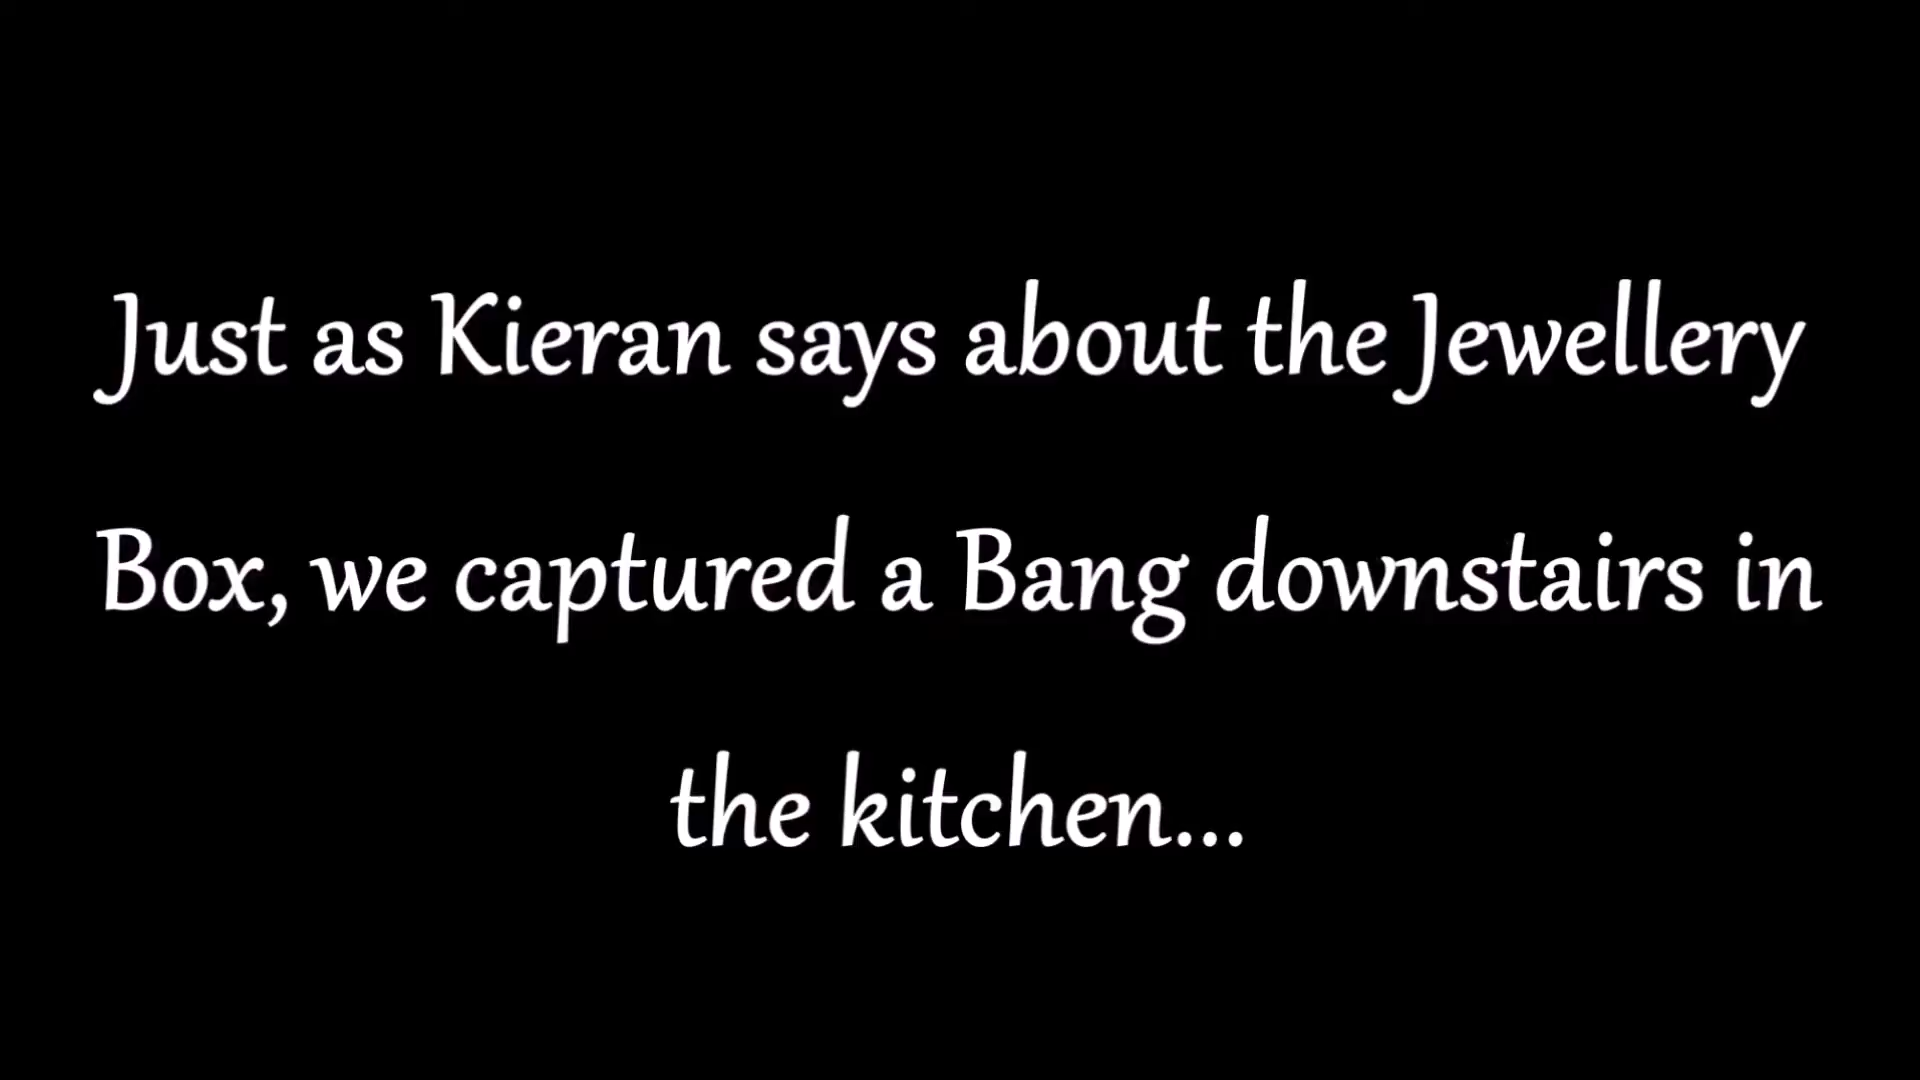 Just as Kieran says about the Jewellery
Box, we captured a Bang downstairs in
the kitchen...